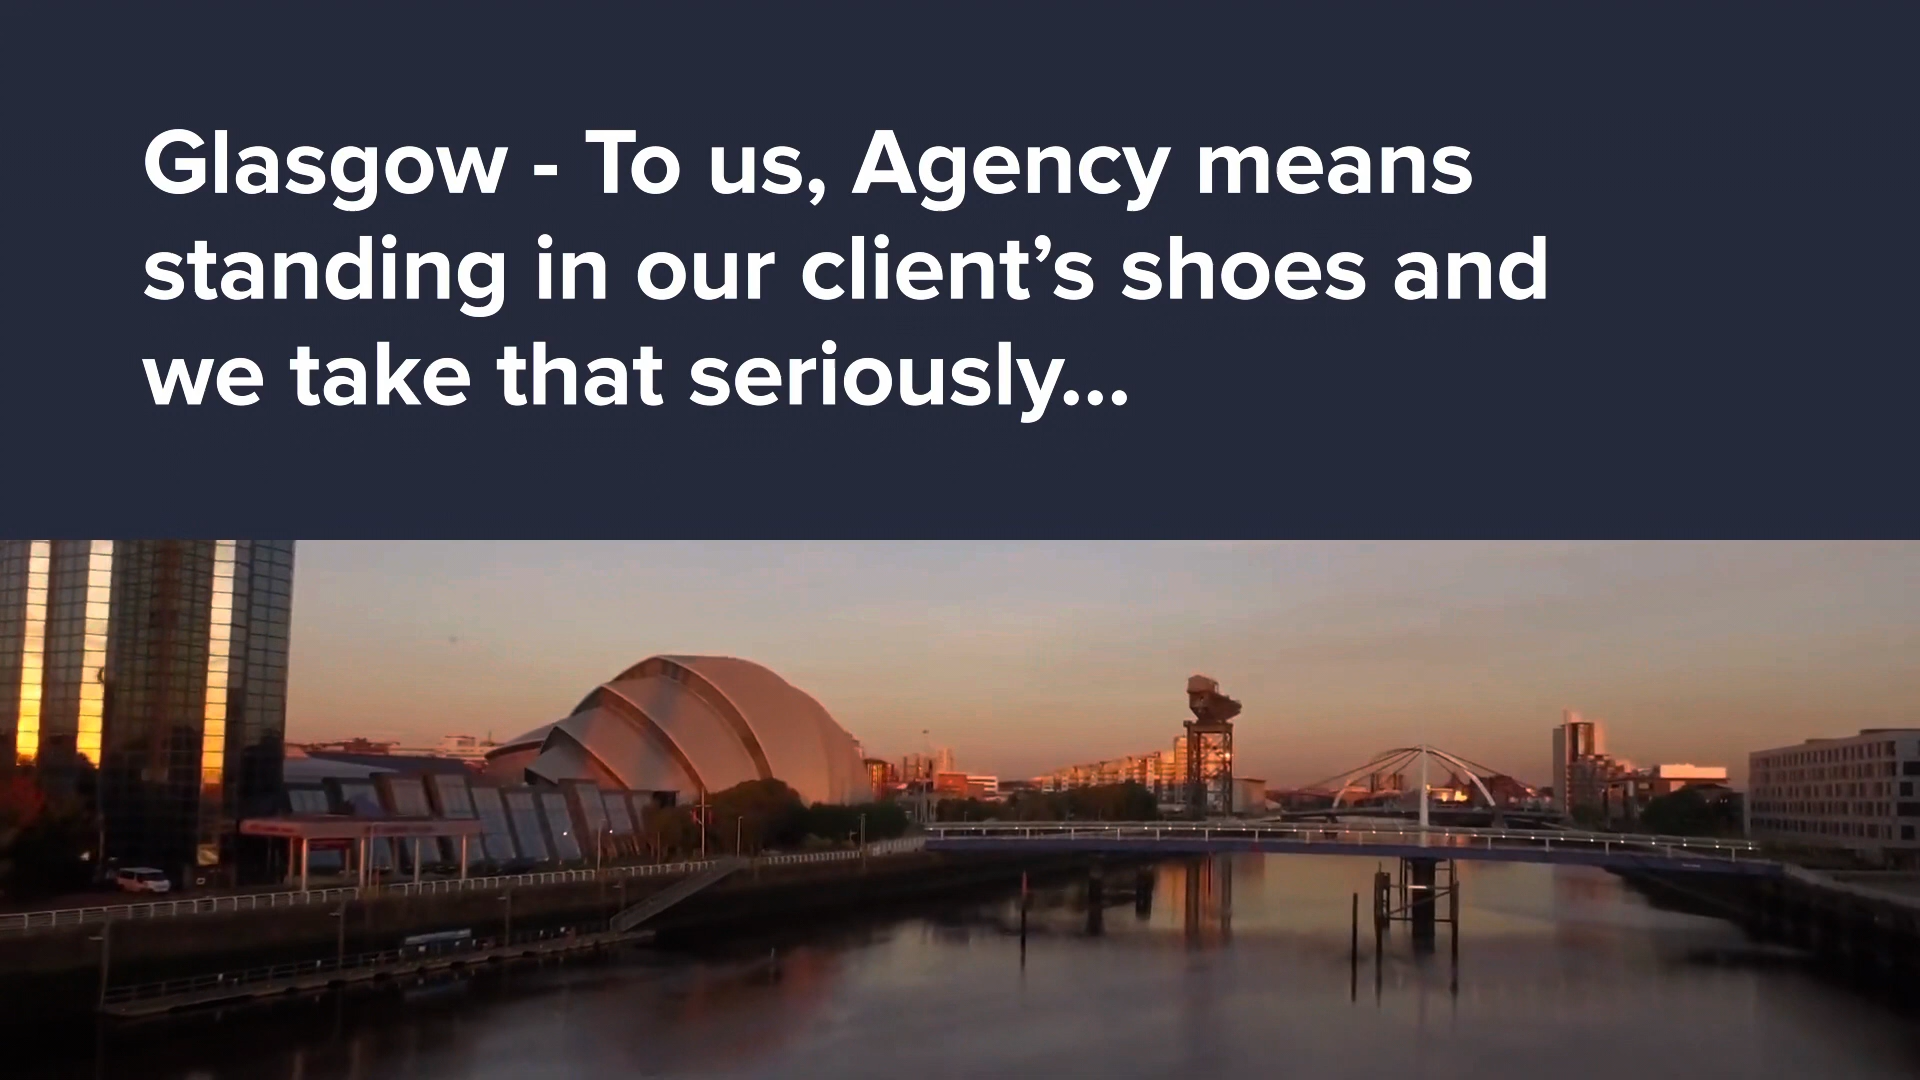 Glasgow - To us, Agency means
standing in our client’s shoes and
we take that seriously...